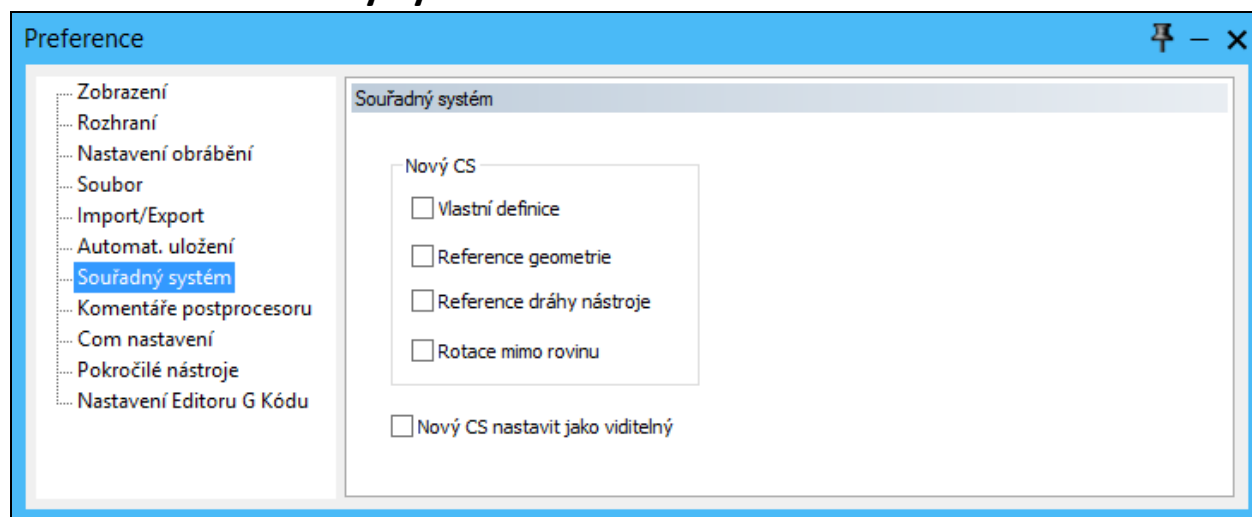 Preference
Zobrazení
Rozhraní
Nastavení obrábění
Soubor
Import/Export
Automat. uložení
Souřadný systém
Komentáře postprocesoru
Com nastavení
Pokročilé nástroje
Nastavení Editoru G Kódu
Souřadný systém
Nový CS
Vlastní definice
Reference geometrie
Reference dráhy nástroje
Rotace mimo rovinu
Nový CS nastavit jako viditelný